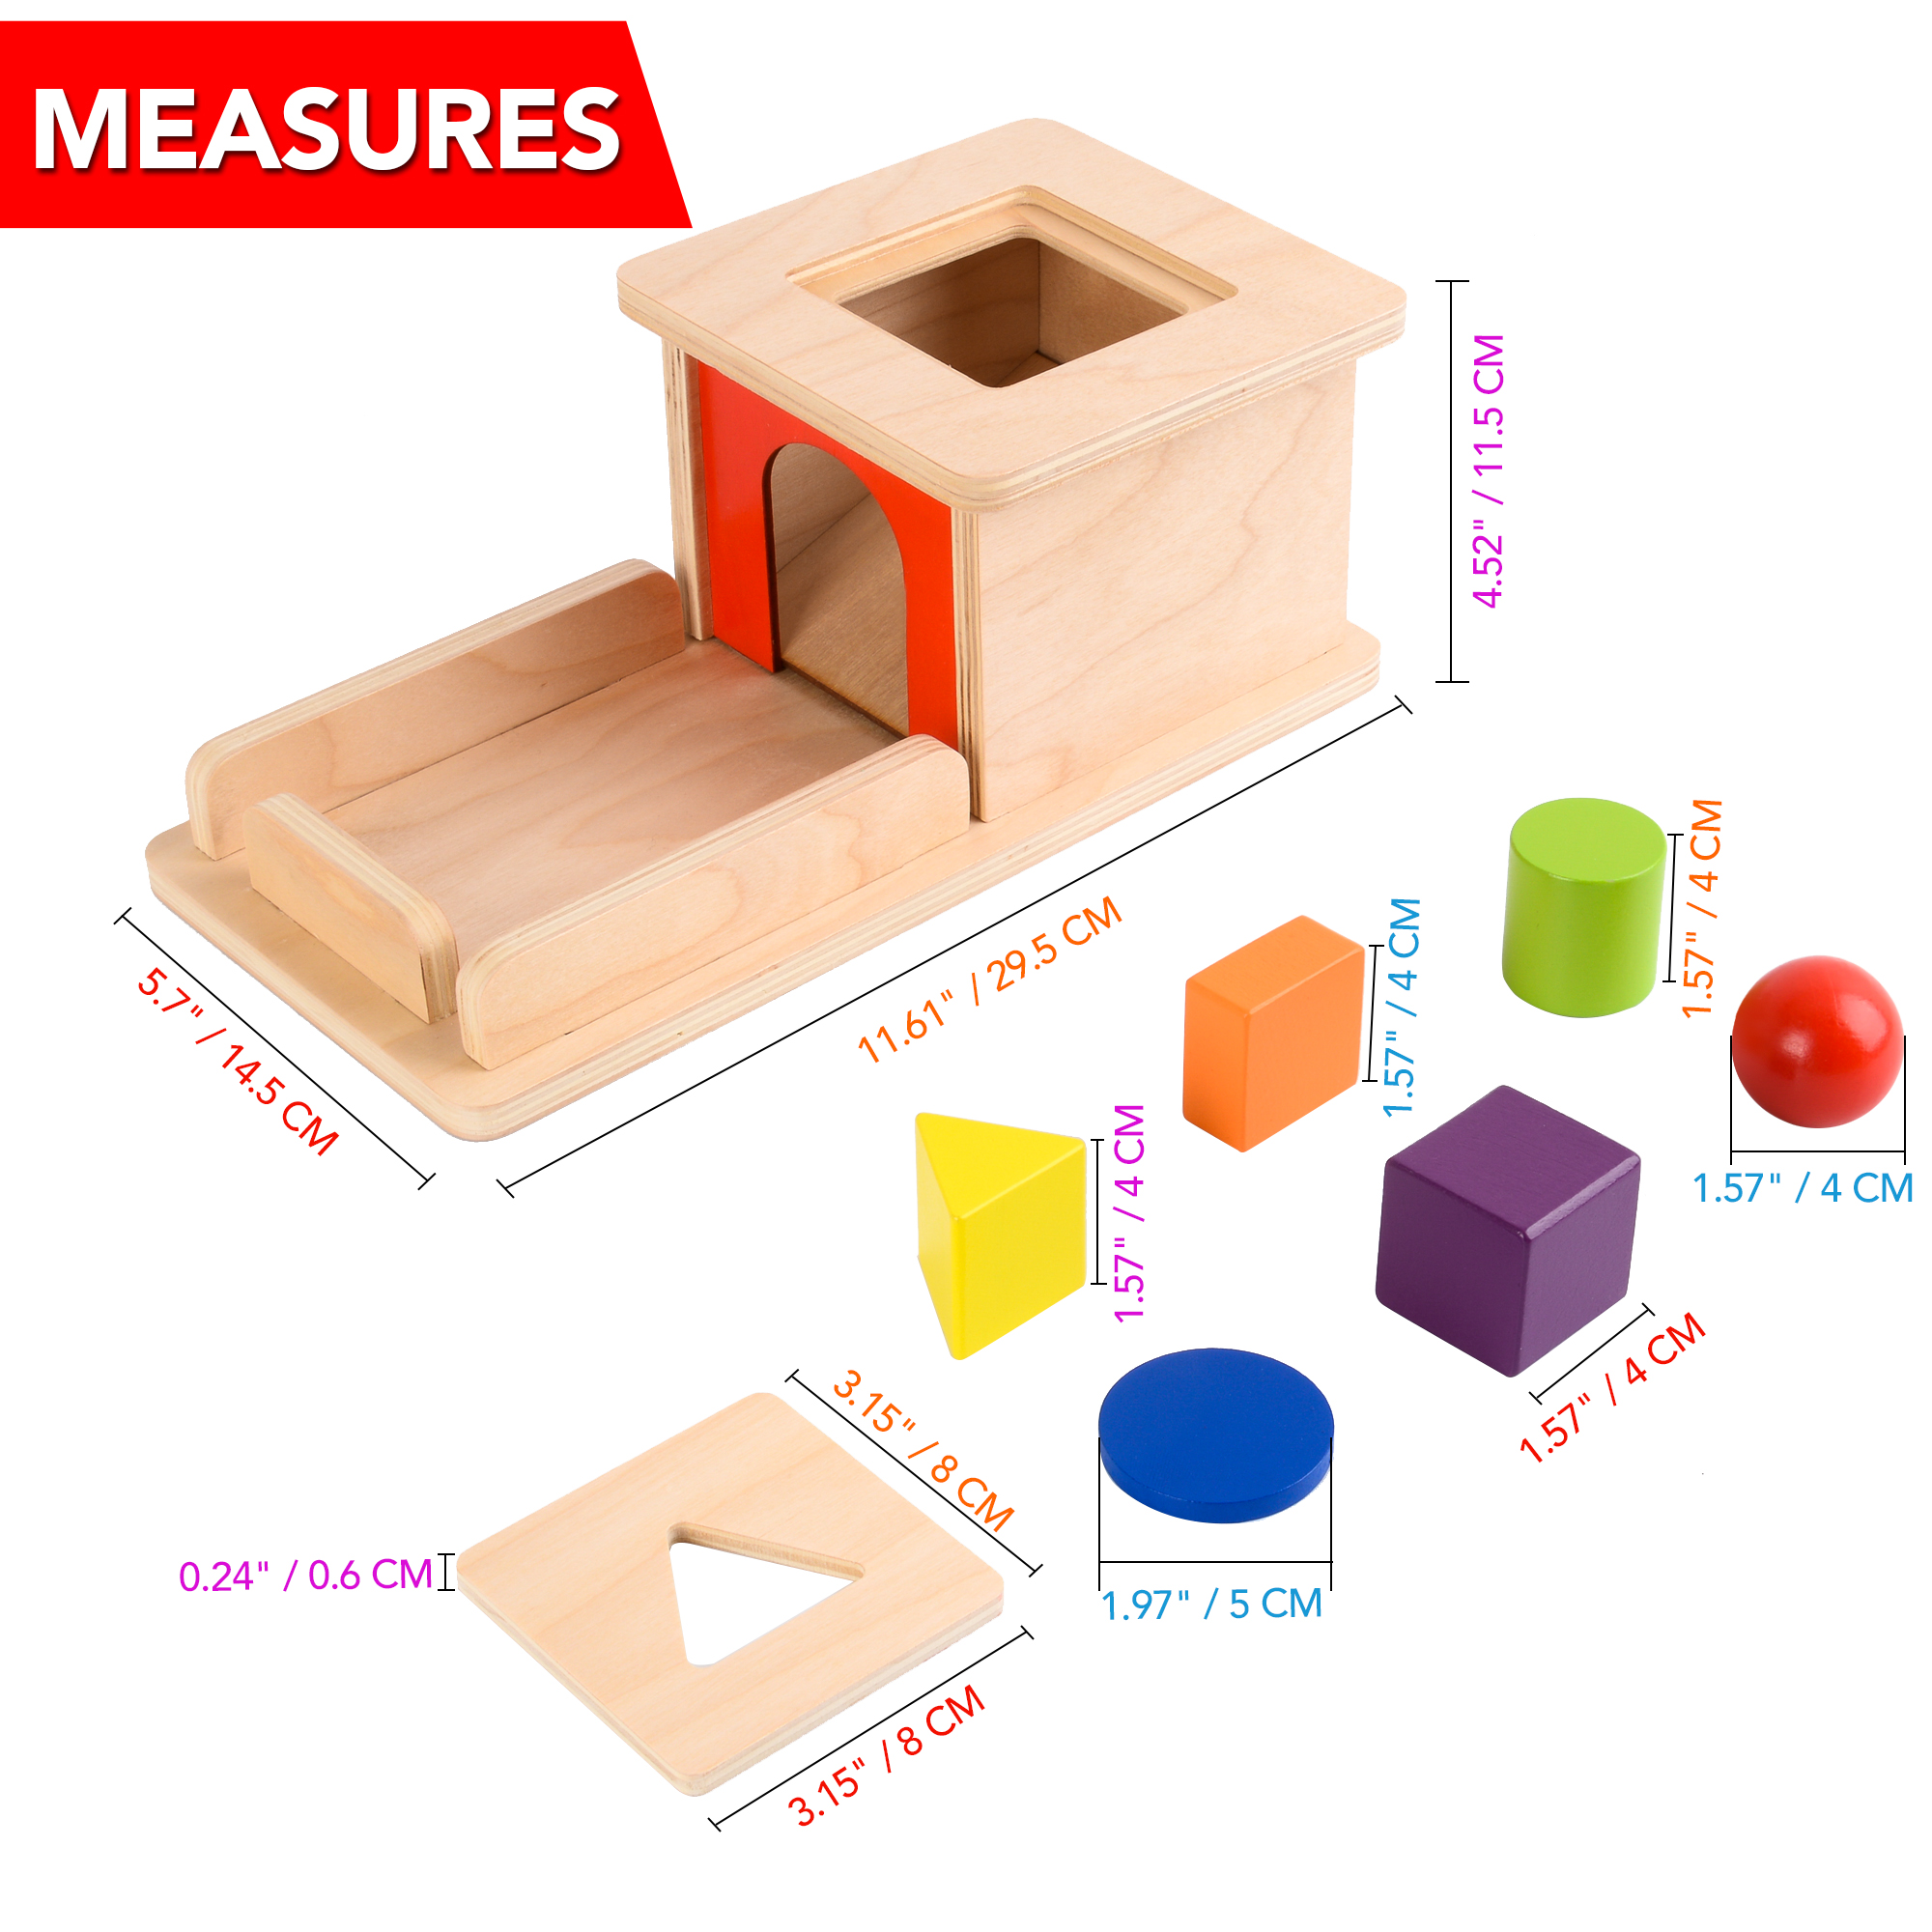 MEASURES
4.52" / 11.5 CM
11.61" / 29.5 CM
5.7" / 14.5 CM
1.57" / 4 CM
1.57" / 4 CM
1.57" / 4 CM
1.57" / 4 CM
1.57" / 4 CM
3.15" / 8 CM
0.24" / 0.6 CM
1.97" / 5 CM
3.15" / 8 CM